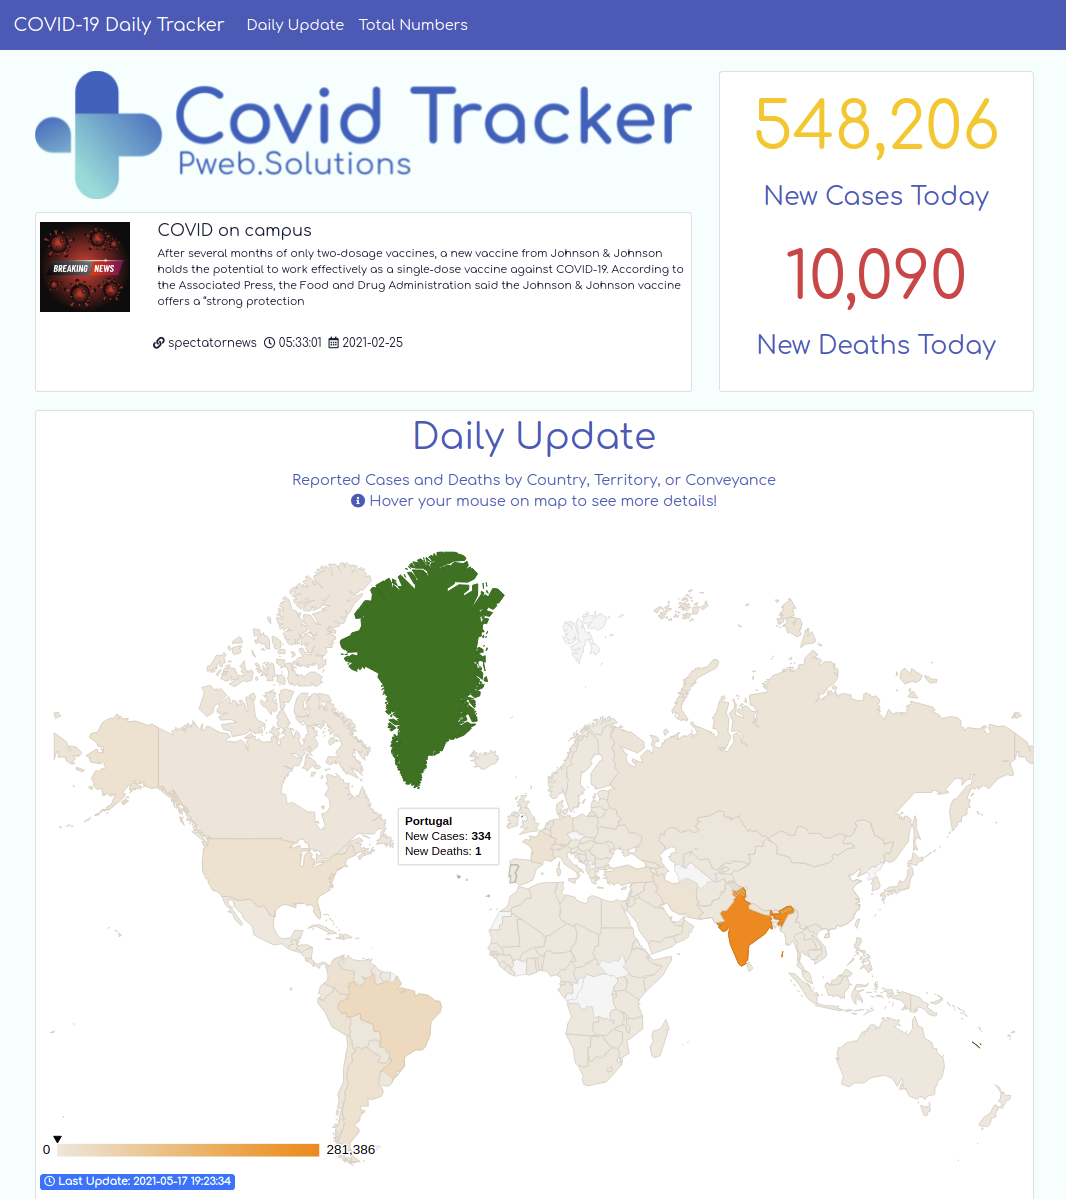 COVID-19 Daily Tracker Daily Update Total Numbers
Covid Tracker
Pweb.Solutions
548,206
New Cases Today
10,090
New Deaths Today
BREAKING NEWS
COVID on campus
After several months of only two-dosage vaccines, a new vaccine from Johnson & Johnson
holds the potential to work effectively as a single-dose vaccine against COVID-19. According to
the Associated Press, the Food and Drug Administration said the Johnson & Johnson vaccine
offers a “strong protection
spectatornews 05:33:01 2021-02-25
Daily Update
Reported Cases and Deaths by Country, Territory, or Conveyance
Hover your mouse on map to see more details!
Portugal
New Cases: 334
New Deaths: 1
0 281,386
Last Update: 2021-05-17 19:23:34